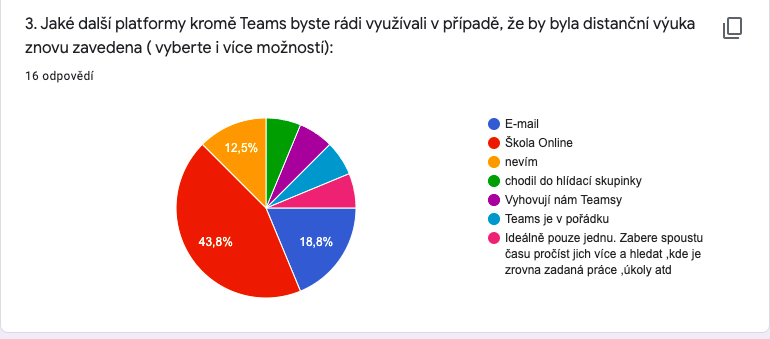 3. Jaké další platformy kromě Teams byste rádi využívali v případě, že by byla distanční výuka
znovu zavedena ( vyberte i více možností):
16 odpovědí
12,5%
43,8%
18,8%
E-mail
Škola Online
nevím
chodil do hlídací skupinky
Vyhovují nám Teamsy
Teams je v pořádku
Ideálně pouze jednu. Zabere spoustu
času pročíst jich více a hledat ,kde je
zrovna zadaná práce ,úkoly atd